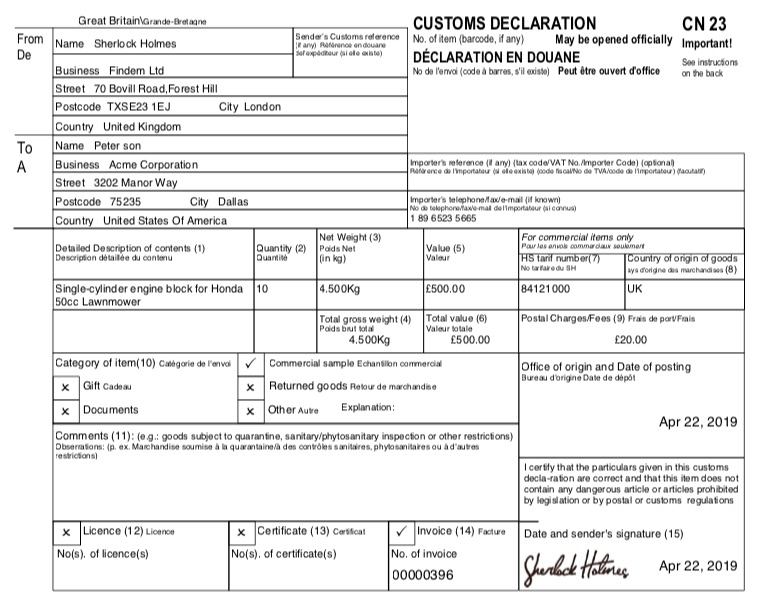 Great Britain\Grande-Bretagne
CUSTOMS DECLARATION
CN 23
From
De
Name Sherlock Holmes
Sender's Customs reference
(if any) Référence en douane
de l'expéditeur (si elle existe)
No. of item (barcode, if any) May be opened officially
Important!
DÉCLARATION EN DOUANE
No de l'envoi (code à barres, s'il existe) Peut être ouvert d'office
See instructions
on the back
Business Findem Ltd
Street 70 Bovill Road,Forest Hill
Postcode TXSE23 1EJ City London
Country United Kingdom
To
A
Name Peter son
Business Acme Corporation
Importer's reference (if any) (tax code/VAT No./Importer Code) (optional)
Référence de l'importateur (si elle existe) (code fiscal/No de TVA/code de l'importateur) (facultatif)
Street 3202 Manor Way
Postcode 75235 City Dallas
Importer's telephone/fax/e-mail (if known)
No de telephone/fax/e-mail de l'importateur (si connus)
1 89 6523 5665
Country United States Of America
Detailed Description of contents (1)
Description détaillée du contenu
Quantity (2)
Quantité
Net Weight (3)
Poids Net
(in kg)
Value (5)
Valeur
For commercial items only
Pour les envois commerciaux seulement
HS tarif number(7)
No tarifaire du SH
Country of origin of goods
ays d'origine des marchandises (8)
Single-cylinder engine block for Honda
50cc Lawnmower
10
4.500Kg
£500.00
84121000
UK
Total gross weight (4)
Poids brut total
4.500Kg
Total value (6)
Valeur totale
£500.00
Postal Charges/Fees (9) Frais de port/Frais
£20.00
Category of item(10) Catégorie de l'envoi
✓ Commercial sample Echantillon commercial
x Gift Cadeau
x Returned goods Retour de marchandise
x Documents
x Other Autre Explanation:
Office of origin and Date of posting
Bureau d'origine Date de dépôt
Apr 22, 2019
Comments (11): (e.g.: goods subject to quarantine, sanitary/phytosanitary inspection or other restrictions)
Observations: (p. ex. Marchandise soumise à la quarantaine/à des contrôles sanitaires, phytosanitaires ou à d'autres
restrictions)
I certify that the particulars given in this customs
decla-ration are correct and that this item does not
contain any dangerous article or articles prohibited
by legislation or by postal or customs regulations
x Licence (12) Licence
No(s). of licence(s)
x Certificate (13) Certificat
No(s). of certificate(s)
✓ Invoice (14) Facture
No. of invoice
00000396
Date and sender's signature (15)
Sherlock Holmes
Apr 22, 2019